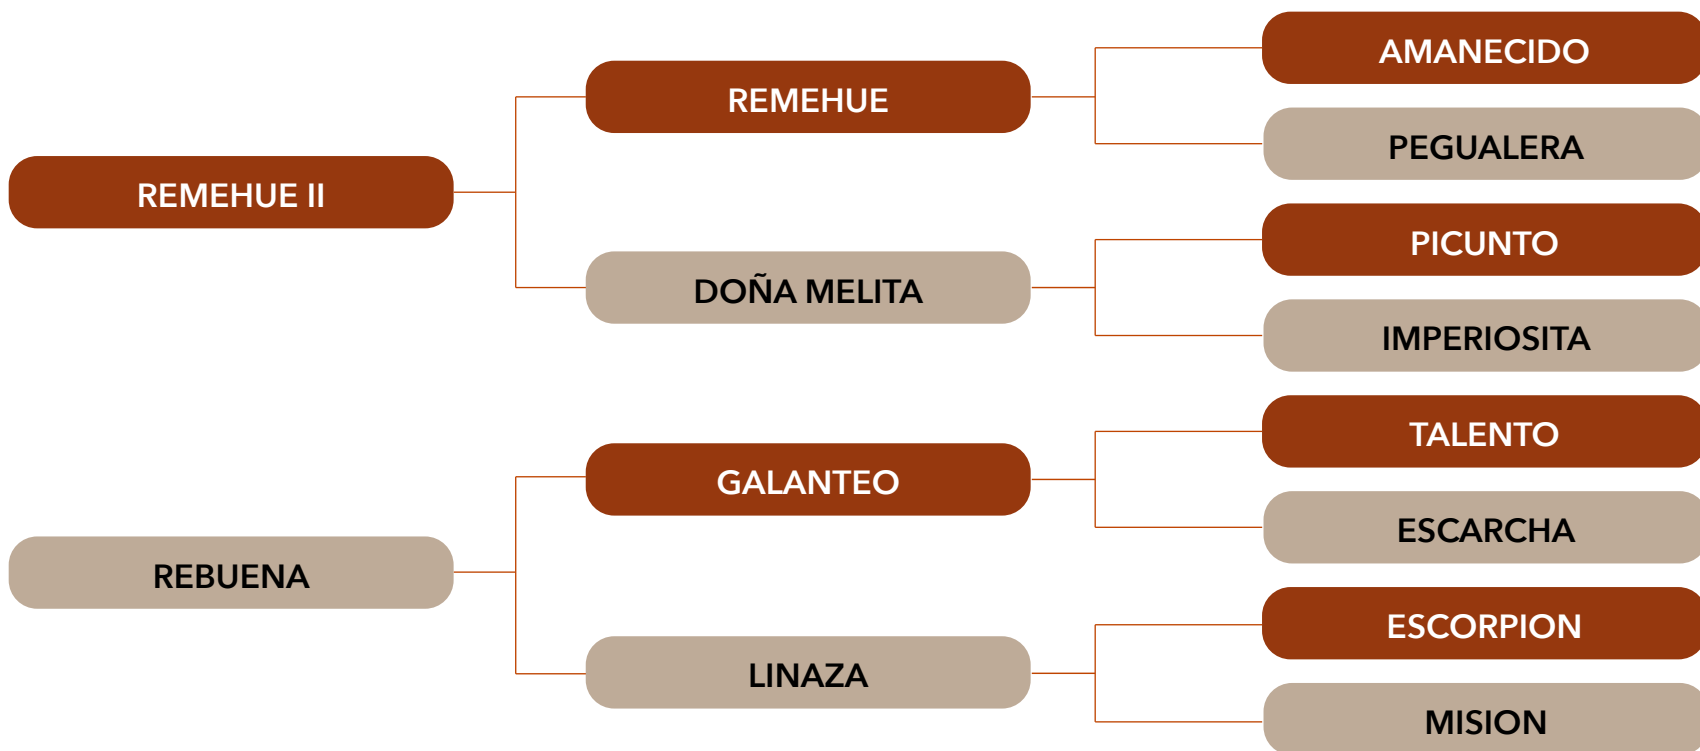 AMANECIDO
REMEHUE
PEGUALERA
REMEHUE II
PICUNTO
DOÑA MELITA
IMPERIOSITA
TALENTO
GALANTEO
ESCARCHA
REBUENA
ESCORPION
LINAZA
MISION